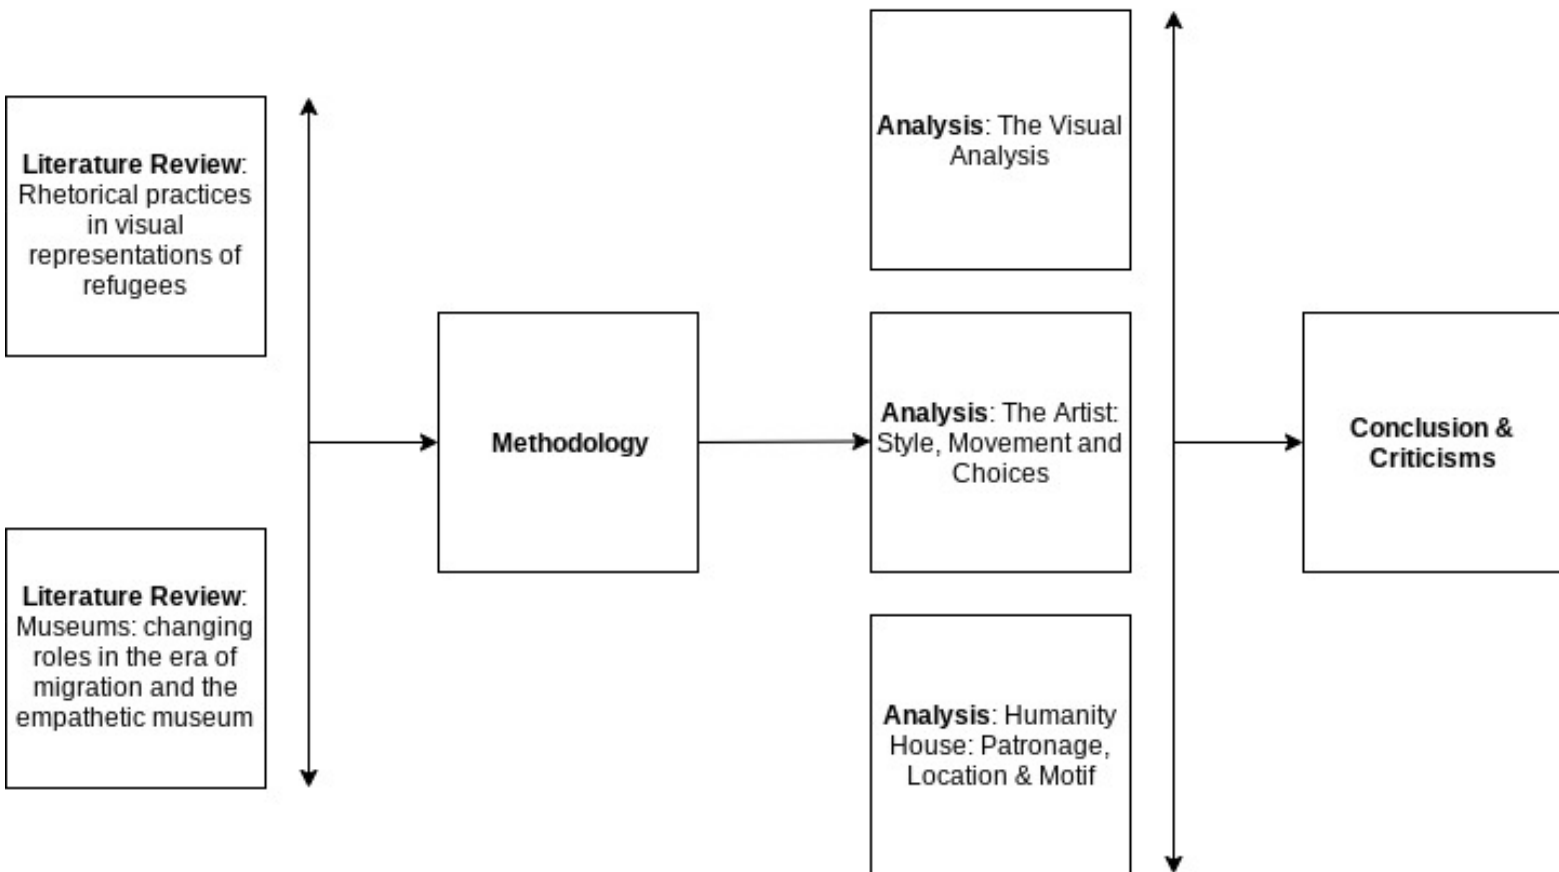 Literature Review:
Rhetorical practices
in visual
representations of
refugees
Literature Review:
Museums: changing
roles in the era of
migration and the
empathetic museum
Methodology
Analysis: The Visual
Analysis
Analysis: The Artist:
Style, Movement and
Choices
Analysis: Humanity
House: Patronage,
Location & Motif
Conclusion &
Criticisms